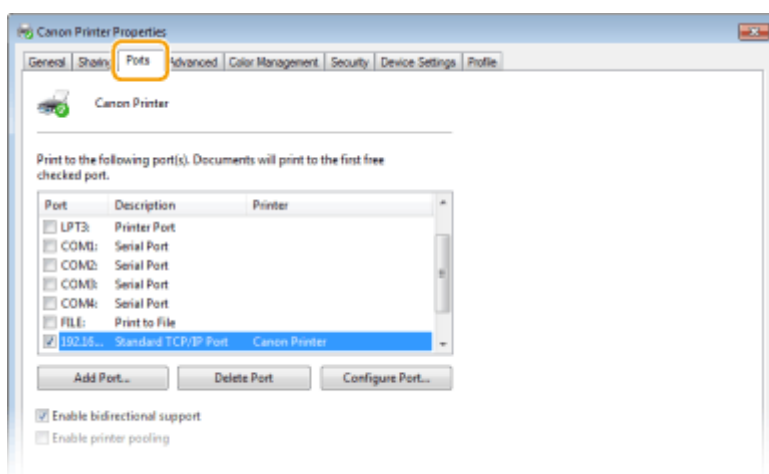 Canon Printer Properties
General Sharing Ports Advanced Color Management Security Device Settings Profile
Canon Printer
Print to the following port(s). Documents will print to the first free
checked port.
Port Description Printer
LPT3: Printer Port
COM1: Serial Port
COM2: Serial Port
COM3: Serial Port
COM4: Serial Port
FILE: Print to File
192.16... Standard TCP/IP Port Canon Printer
Add Port... Delete Port Configure Port...
Enable bidirectional support
Enable printer pooling